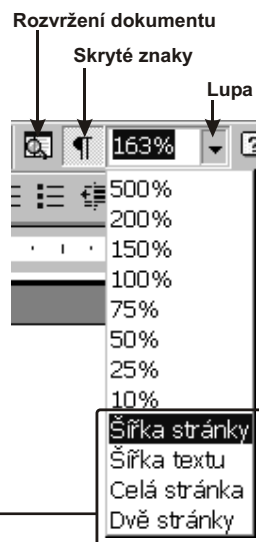 Rozvržení dokumentu
Skryté znaky
Lupa
¶ 163%
500%
200%
150%
100%
75%
50%
25%
10%
Šířka stránky
Šířka textu
Celá stránka
Dvě stránky